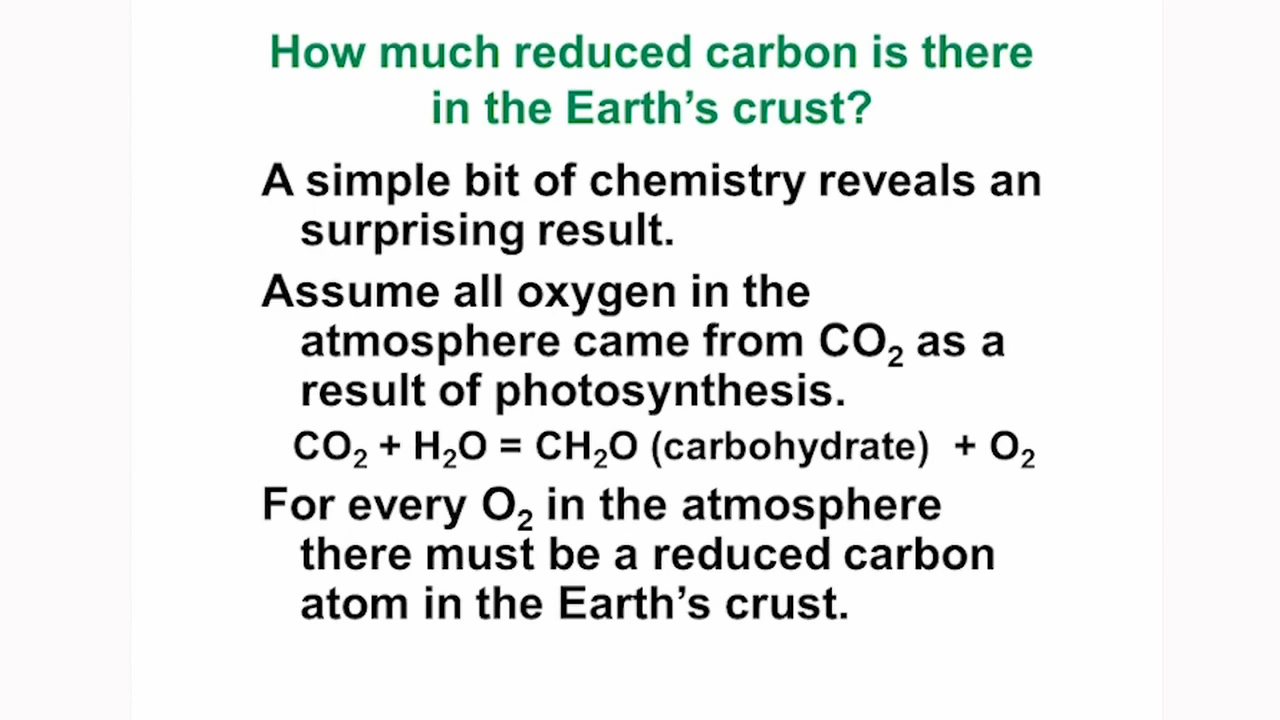 How much reduced carbon is there
in the Earth’s crust?
A simple bit of chemistry reveals an
surprising result.
Assume all oxygen in the
atmosphere came from CO₂ as a
result of photosynthesis.
CO₂ + H₂O = CH₂O (carbohydrate) + O₂
For every O₂ in the atmosphere
there must be a reduced carbon
atom in the Earth’s crust.